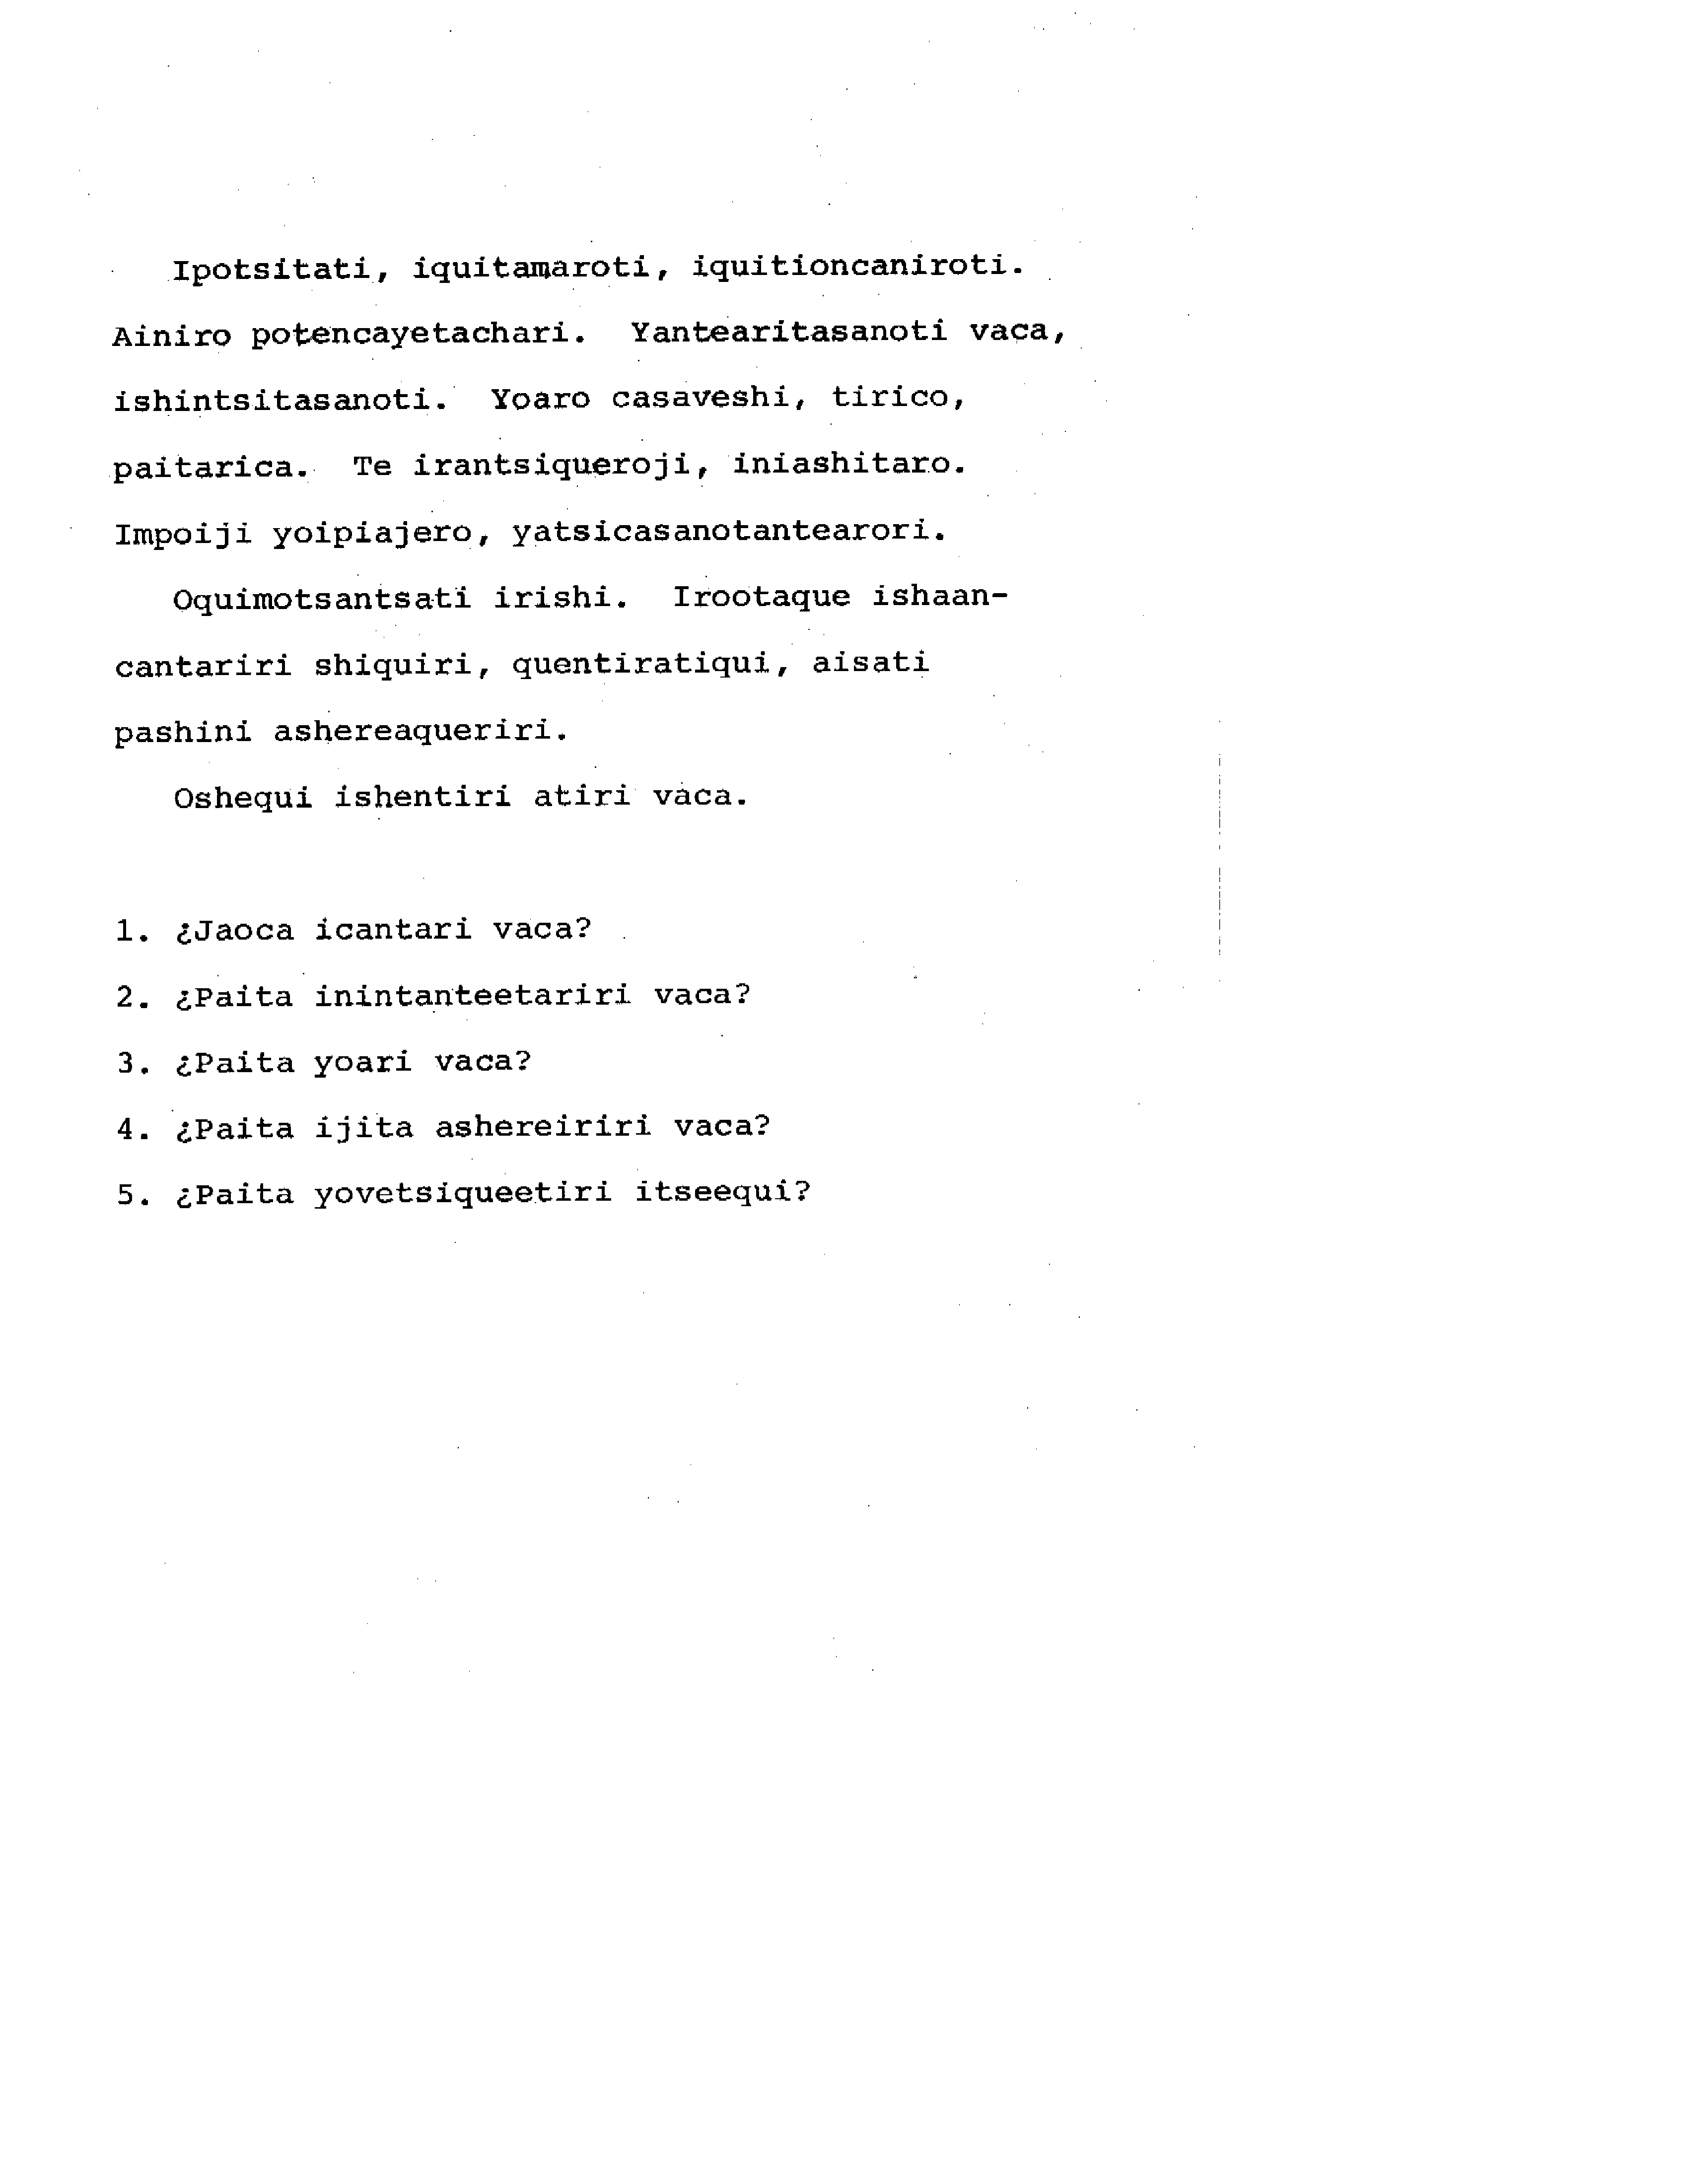 Ipotsitati, iquitamaroti, iquitioncaniroti.
Ainiro potencayetachari. Yantearitasanoti vaca,
ishintsitasanoti. Yoaro casaveshi, tirico,
paitarica. Te irantsiqueroji, iniashitaro.
Impoiji yoipiajero, yatsicasanotantearori.
Oquimotsantsati irishi. Irootaque ishaan-
cantariri shiquiri, quentiratiqui, aisati
pashini ashereaqueriri.
Oshequi ishentiri atiri vaca.
1. ¿Jaoca icantari vaca?
2. ¿Paita inintanteetariri vaca?
3. ¿Paita yoari vaca?
4. ¿Paita ijita ashereiriri vaca?
5. ¿Paita yovetsiqueetiri itseequi?